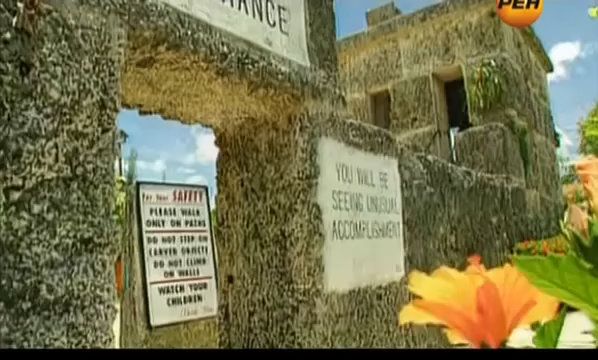 РЕН
RANCE
YOU WILL BE
SEEING UNUSUAL
ACCOMPLISHMENT
For Your SAFETY
PLEASE WALK
ONLY ON PATHS
DO NOT STEP ON
CARVED OBJECTS
DO NOT CLIMB
ON WALLS
WATCH YOUR
CHILDREN